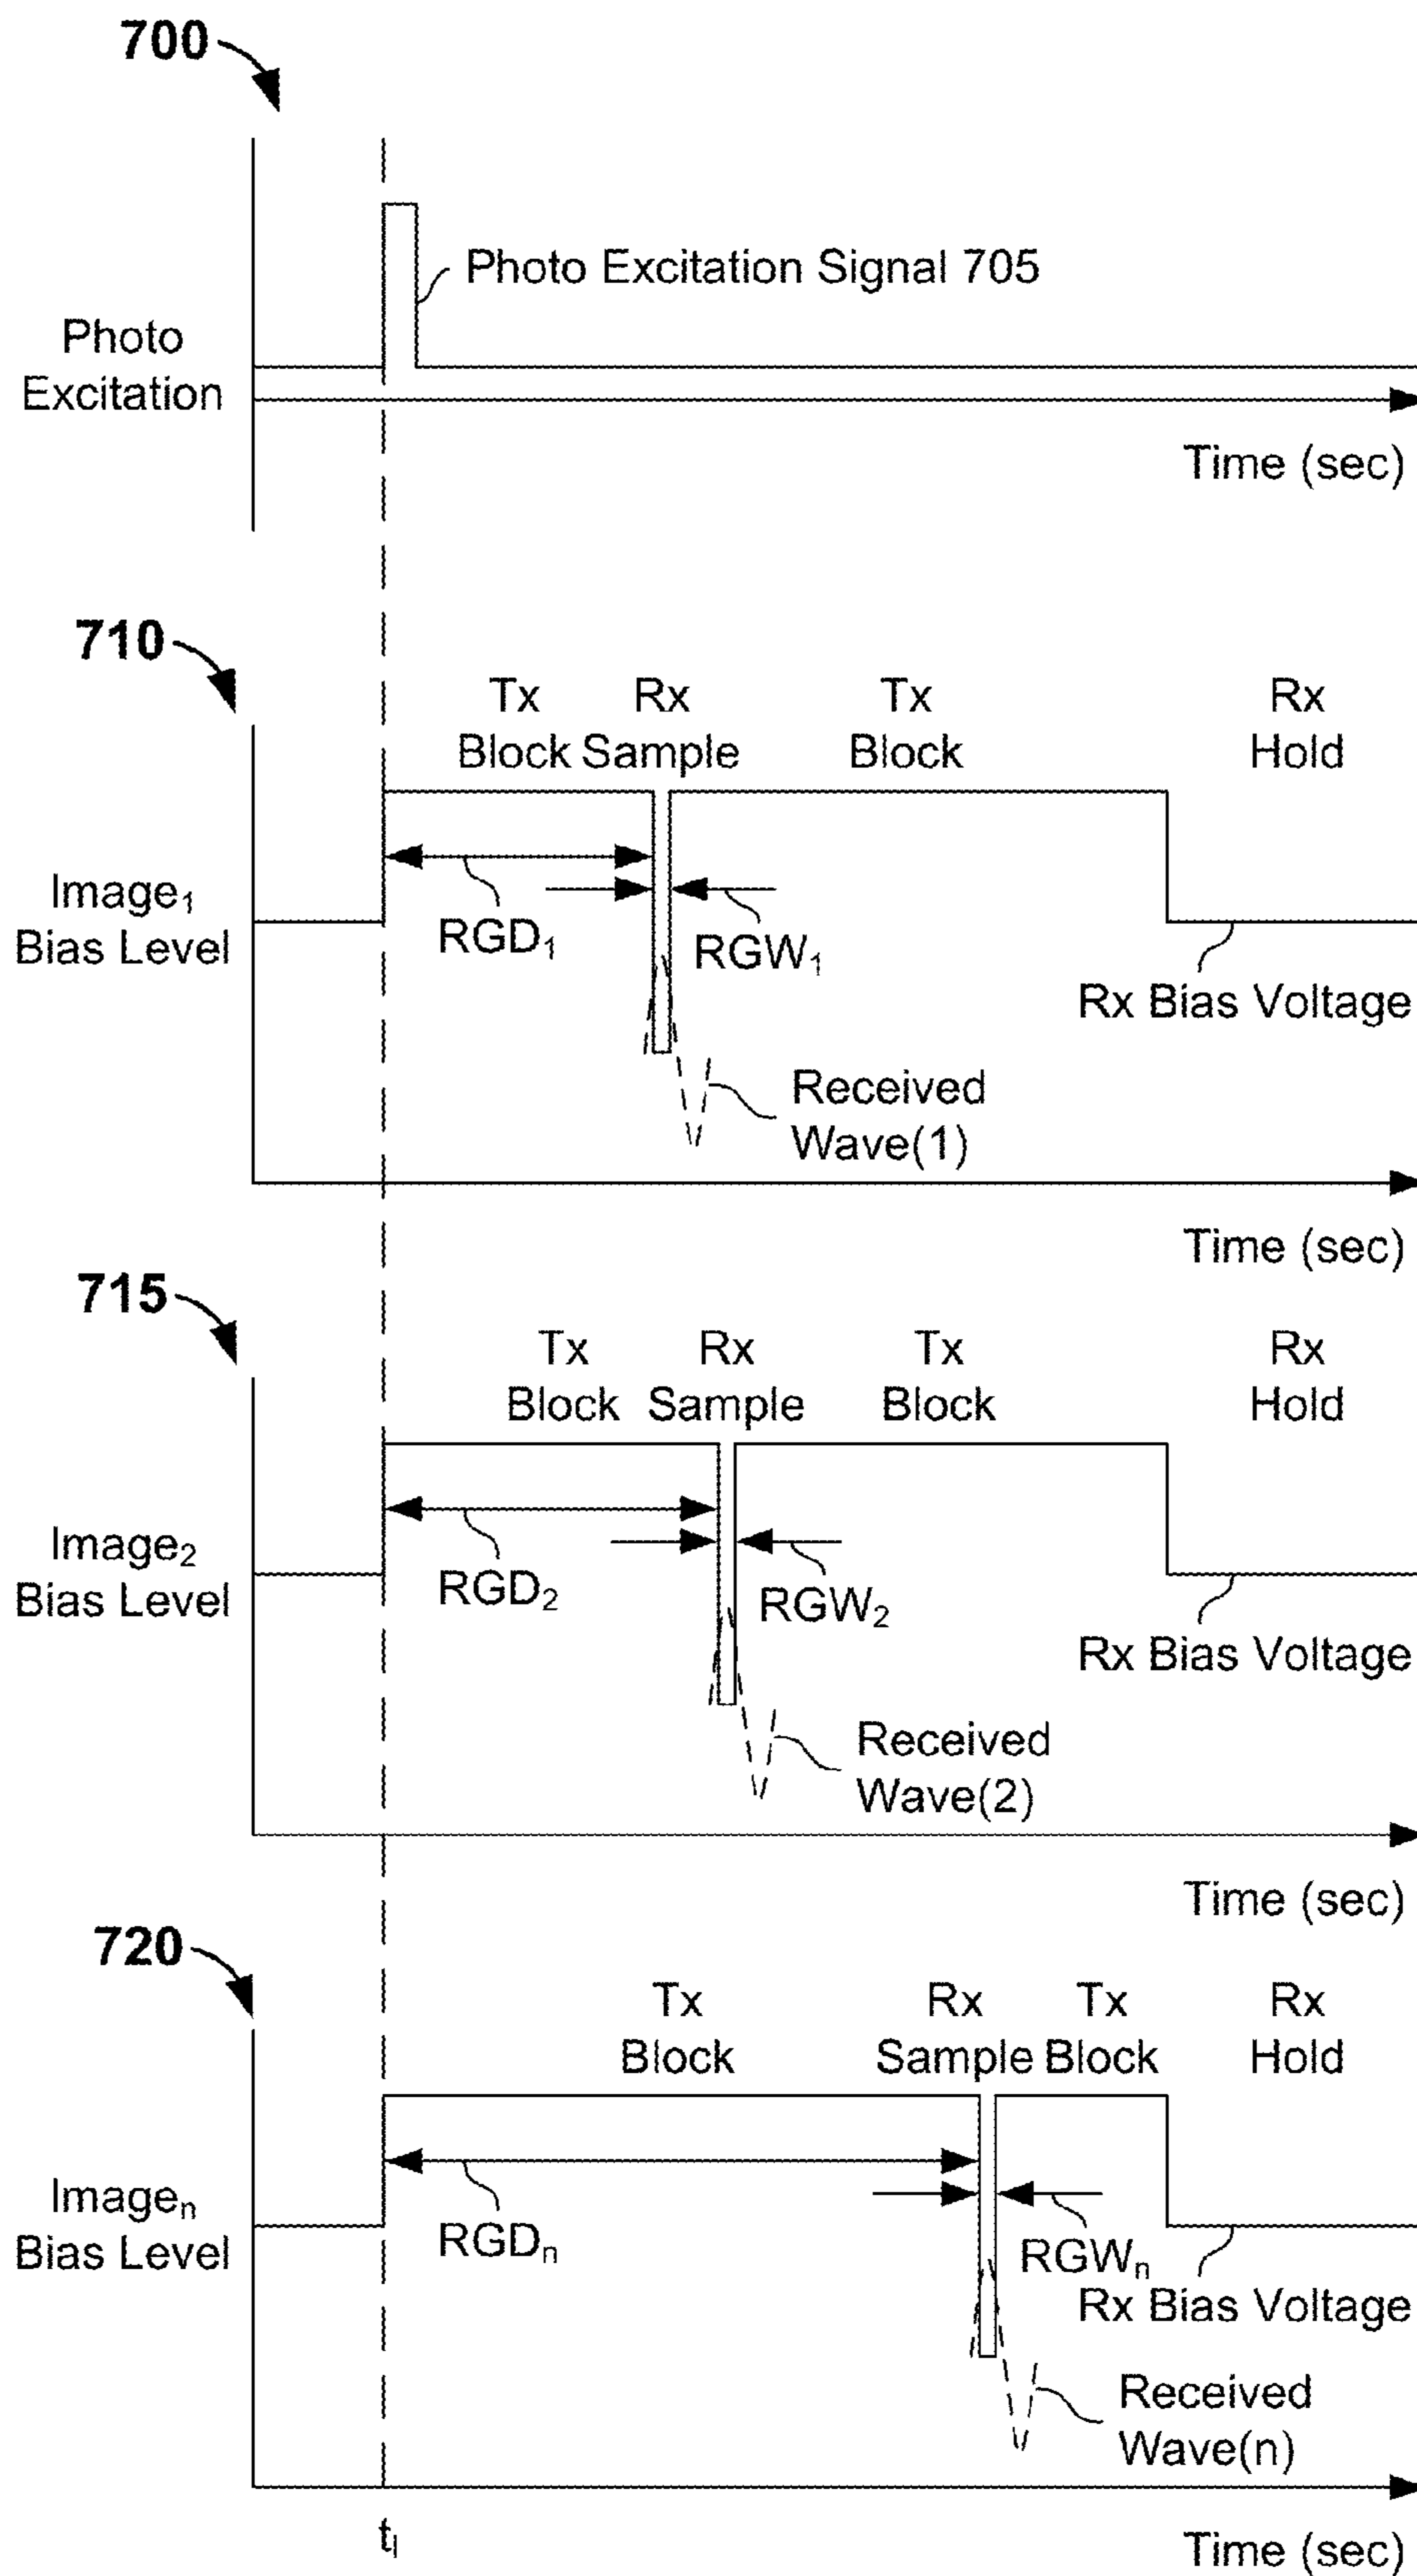 700
Photo Excitation Signal 705
Photo
Excitation
Time (sec)
710
Tx Rx Tx Rx
Block Sample Block Hold
Image₁
Bias Level
RGD₁
RGW₁
Rx Bias Voltage
Received
Wave(1)
Time (sec)
715
Tx Rx Tx Rx
Block Sample Block Hold
Image₂
Bias Level
RGD₂
RGW₂
Rx Bias Voltage
Received
Wave(2)
Time (sec)
720
Tx Rx Tx Rx
Block Sample Block Hold
Imageₙ
Bias Level
RGDₙ
RGWₙ
Rx Bias Voltage
Received
Wave(n)
t₁
Time (sec)